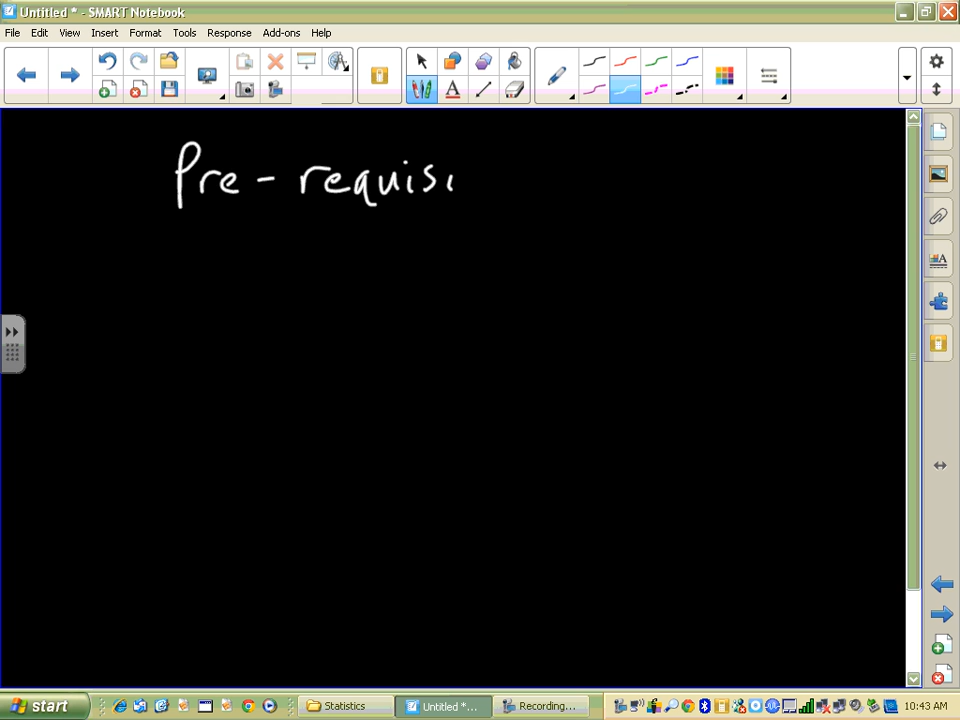 Untitled * - SMART Notebook
File Edit View Insert Format Tools Response Add-ons Help
Pre - requisi
start
Statistics
Untitled *...
Recording...
10:43 AM